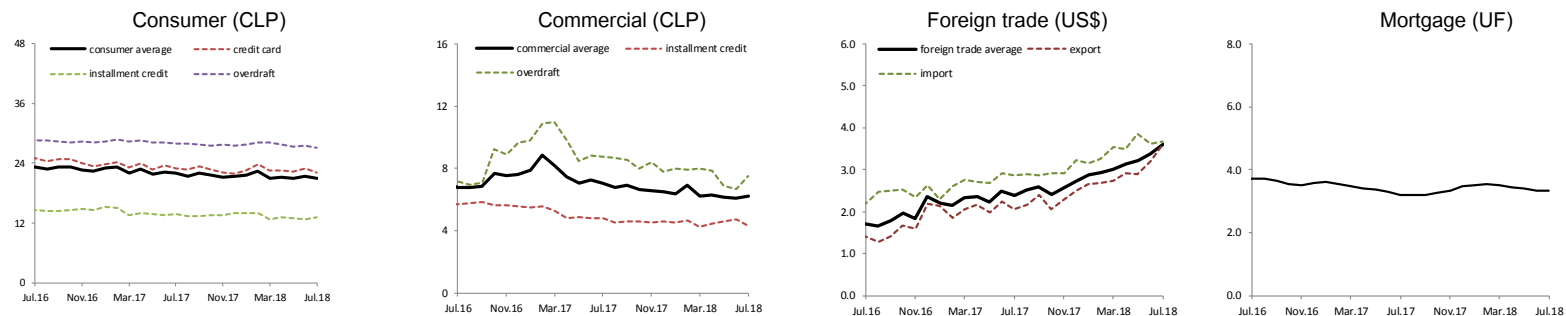 Consumer (CLP)
48
consumer average
credit card
installment credit
overdraft
36
24
12
0
Jul.16
Nov.16
Mar.17
Jul.17
Nov.17
Mar.18
Jul.18
Commercial (CLP)
16
commercial average
installment credit
overdraft
12
8
4
0
Jul.16
Nov.16
Mar.17
Jul.17
Nov.17
Mar.18
Jul.18
Foreign trade (US$)
6.0
foreign trade average
export
import
5.0
4.0
3.0
2.0
1.0
0.0
Jul.16
Nov.16
Mar.17
Jul.17
Nov.17
Mar.18
Jul.18
Mortgage (UF)
8.0
6.0
4.0
2.0
0.0
Jul.16
Nov.16
Mar.17
Jul.17
Nov.17
Mar.18
Jul.18